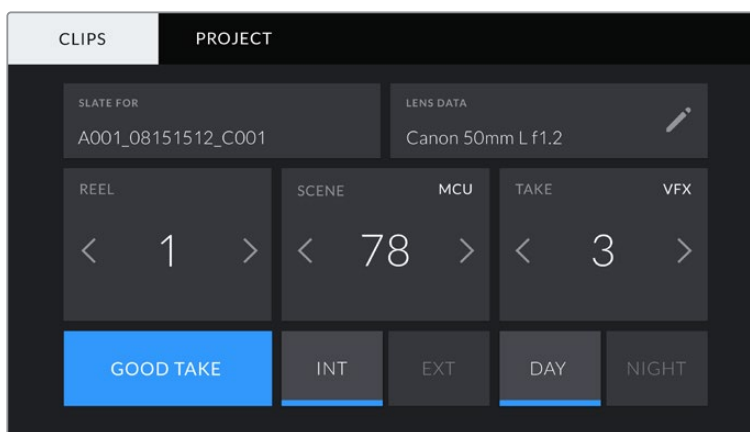 CLIPS PROJECT
SLATE FOR
A001_08151512_C001
LENS DATA
Canon 50mm L f1.2
REEL
1
SCENE MCU
78
TAKE VFX
3
GOOD TAKE
INT
EXT
DAY
NIGHT